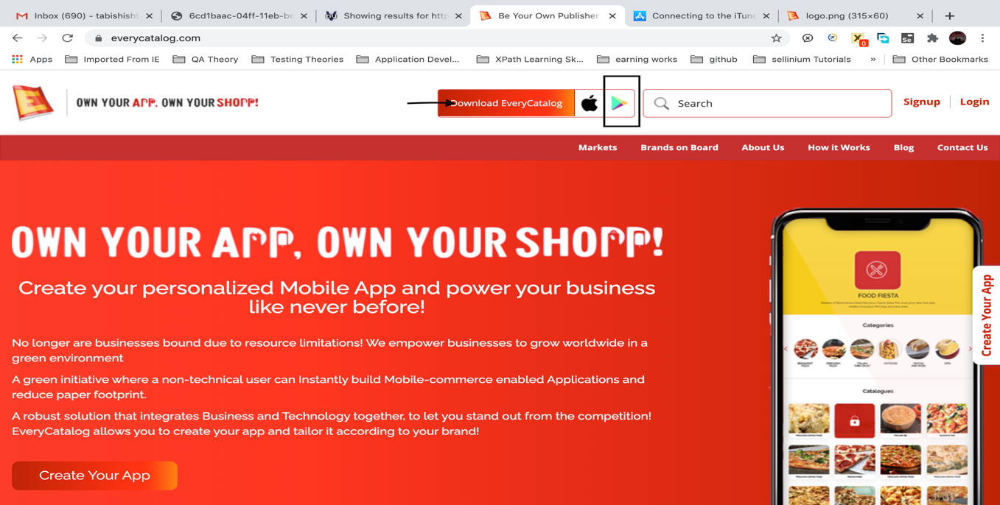 Inbox (690) - tabishisht
6cd1baac-04ff-11eb-be
Showing results for http
Be Your Own Publisher
Connecting to the iTune
logo.png (315×60)
everycatalog.com
0
Se
Apps
Imported From IE
QA Theory
Testing Theories
Application Devel...
XPath Learning Sk...
earning works
github
sellinium Tutorials
»
Other Bookmarks
E
OWN YOUR APP, OWN YOUR SHOPP!
Download EveryCatalog
Search
Signup
Login
Markets
Brands on Board
About Us
How it Works
Blog
Contact Us
OWN YOUR APP, OWN YOUR SHOPP!
Create your personalized Mobile App and power your business
like never before!
No longer are businesses bound due to resource limitations! We empower businesses to grow worldwide in a
green environment
A green initiative where a non-technical user can Instantly build Mobile-commerce enabled Applications and
reduce paper footprint.
A robust solution that integrates Business and Technology together, to let you stand out from the competition!
EveryCatalog allows you to create your app and tailor it according to your brand!
Create Your App
FOOD FIESTA
Categories
Catalogues
Create Your App